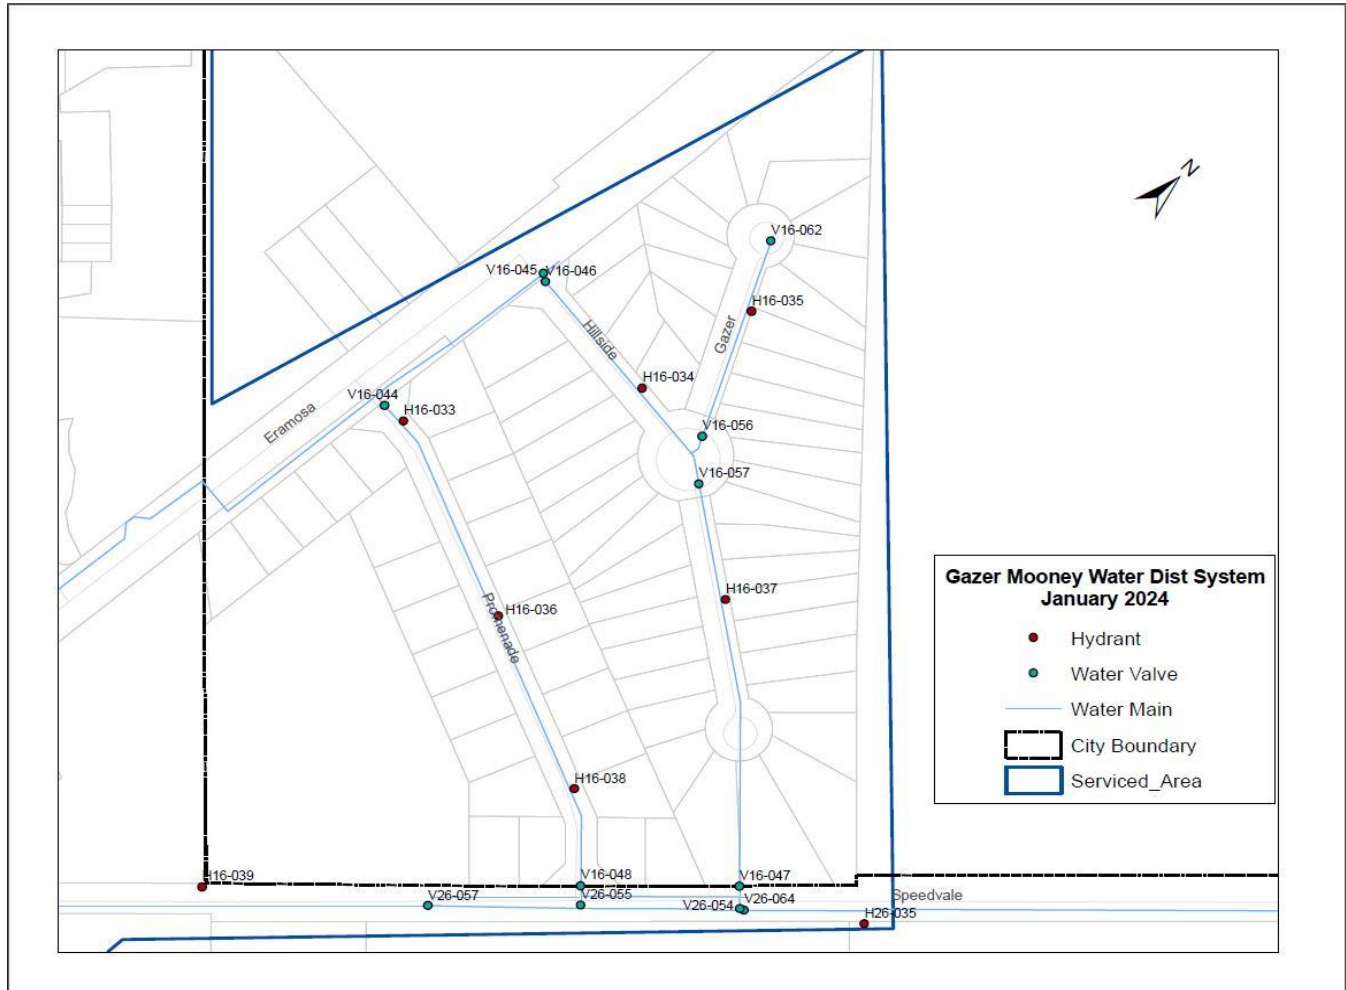 N
V16-062
V16-045
V16-046
H16-035
Gazer
Hillside
H16-034
V16-044
H16-033
Eramosa
V16-056
V16-057
Gazer Mooney Water Dist System
January 2024
Hydrant
Water Valve
Water Main
City Boundary
Serviced_Area
H16-037
H16-036
Promenade
H16-038
H16-039
V16-048
V16-047
V26-057
V26-055
V26-054
V26-064
Speedvale
H26-035